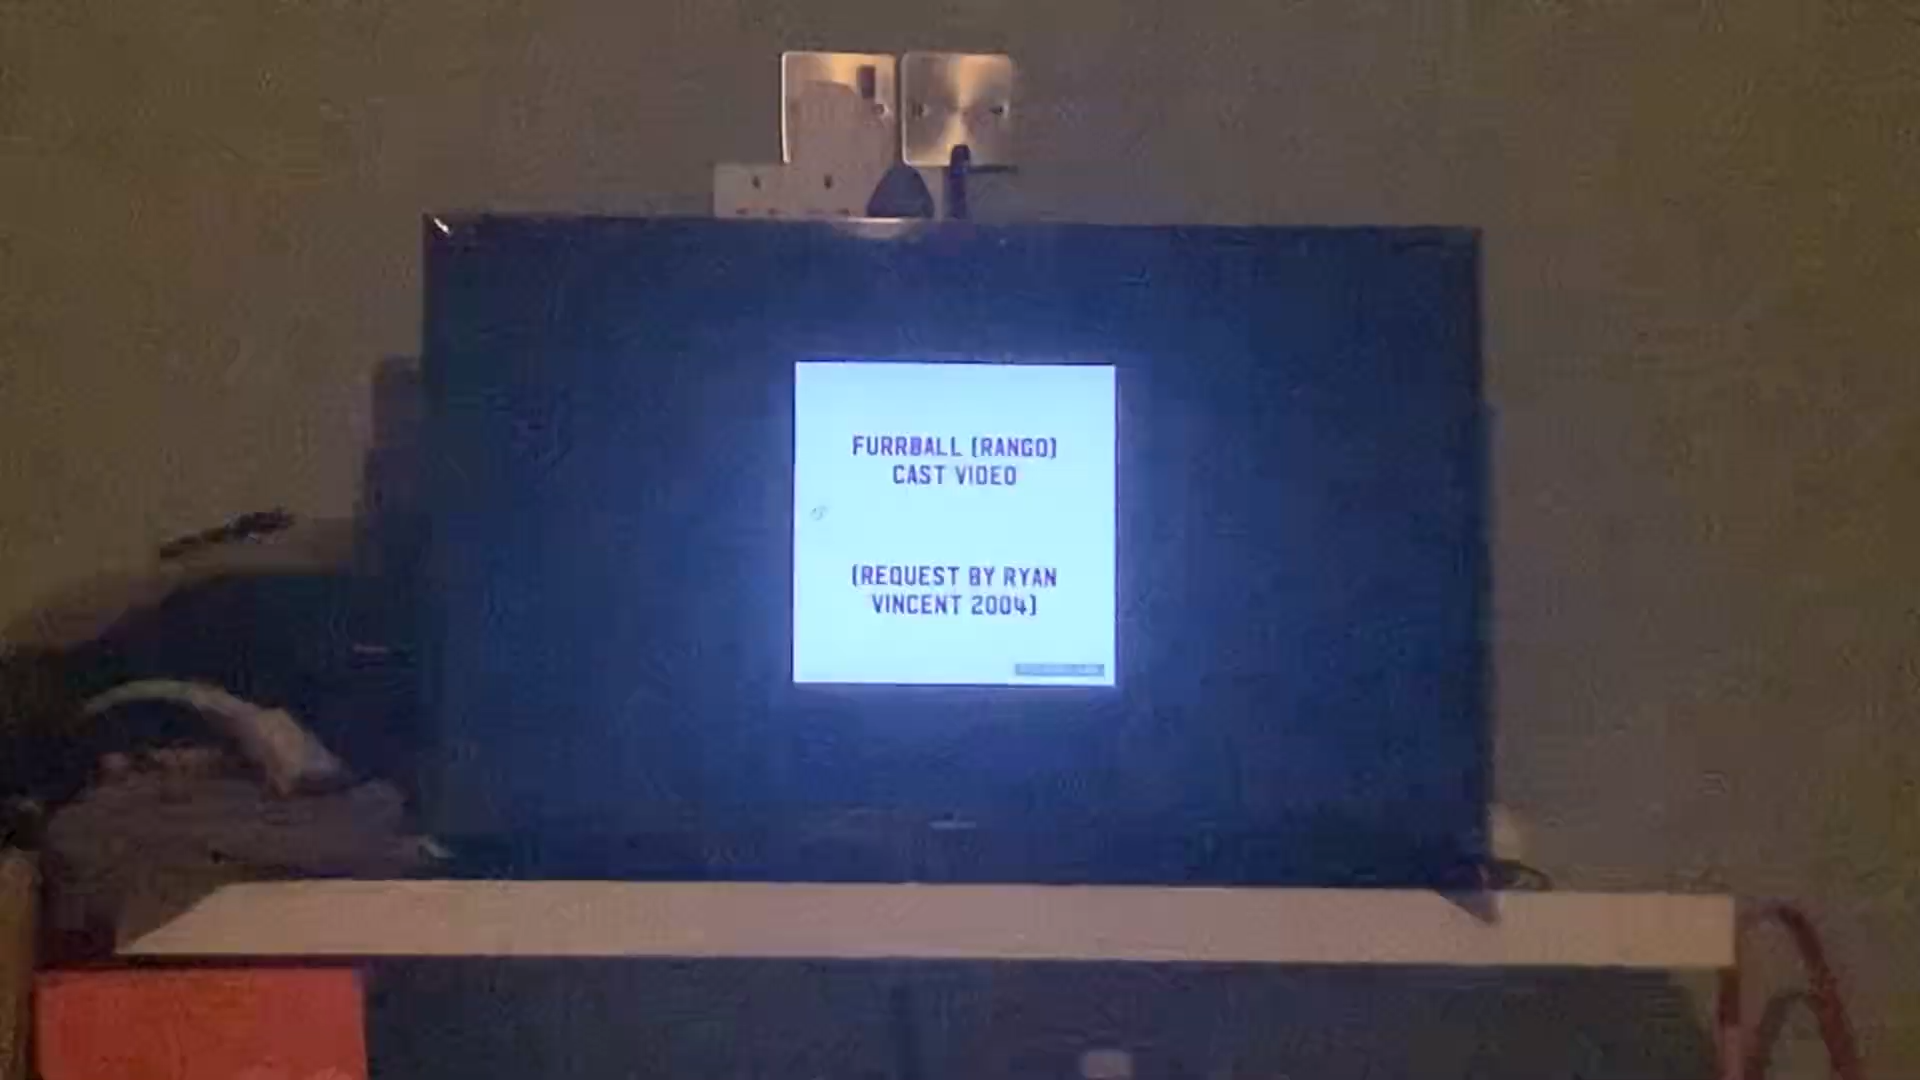 FURRBALL (RANGO)
CAST VIDEO
(REQUEST BY RYAN
VINCENT 2004)